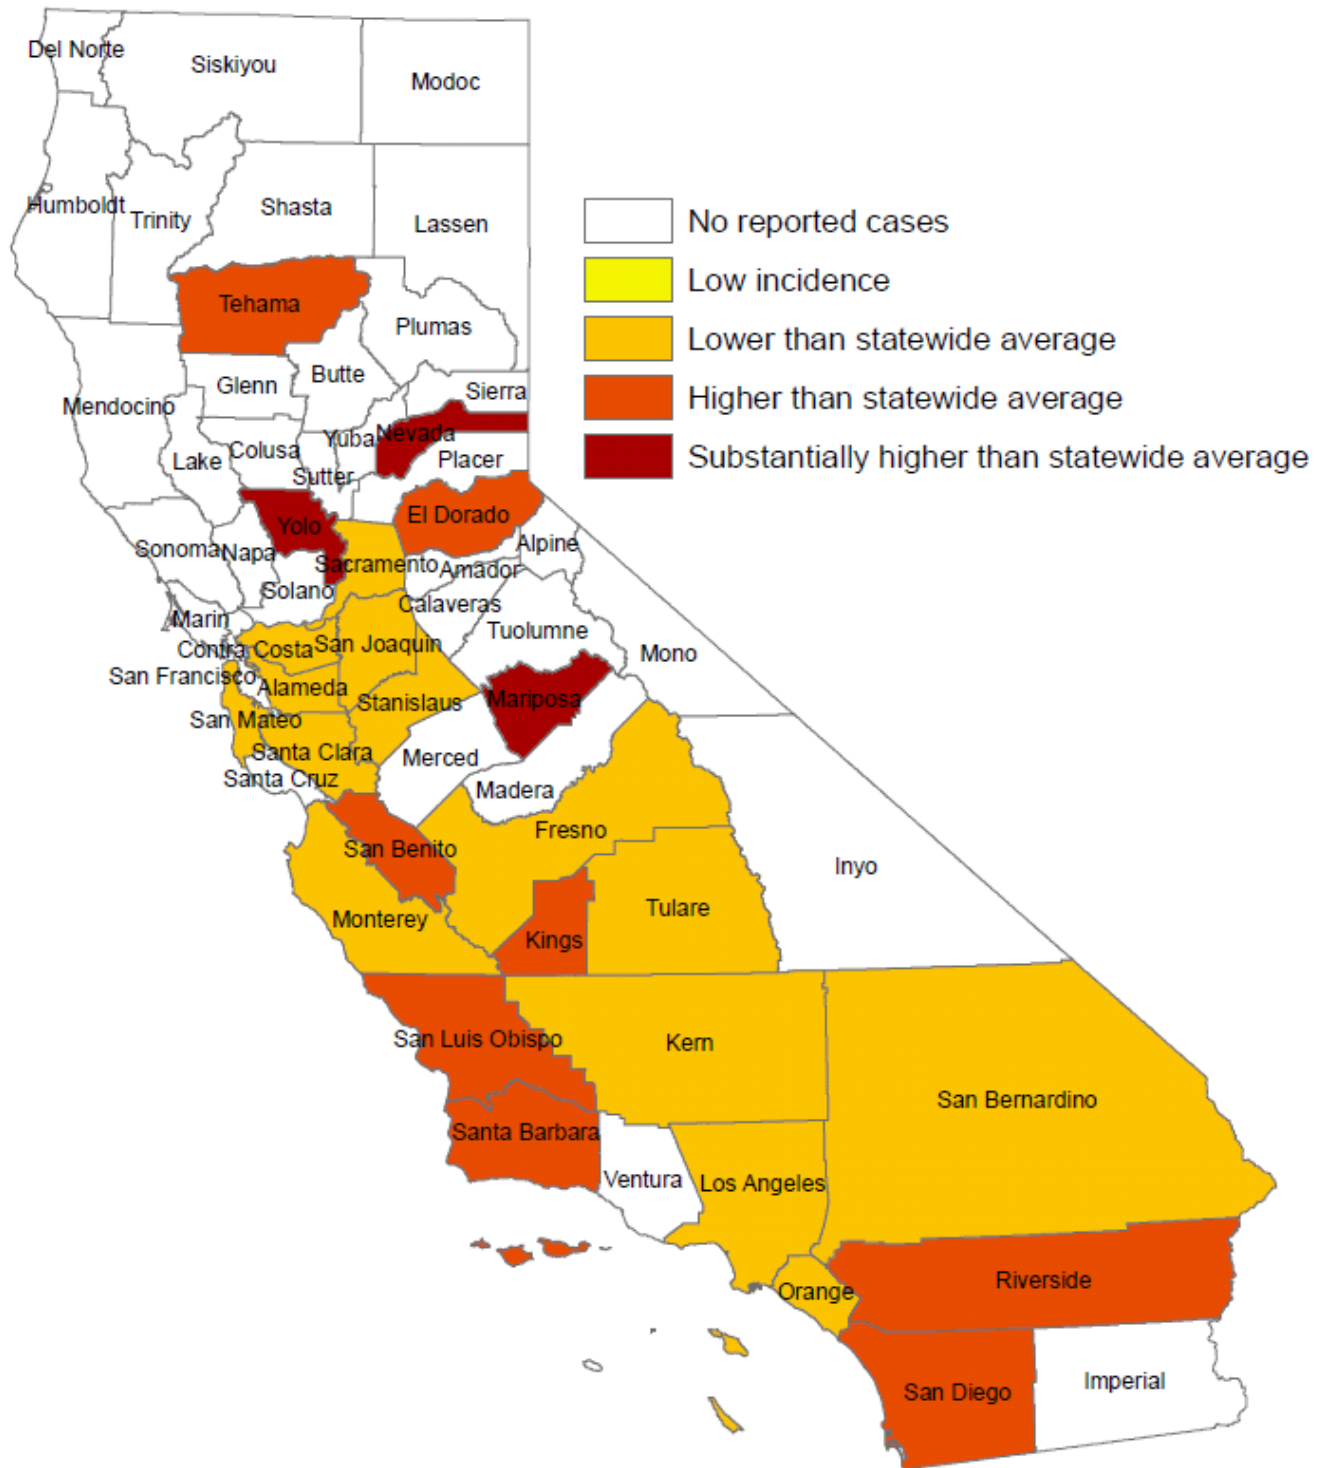 Del Norte
Siskiyou
Modoc
Humboldt
Trinity
Shasta
Lassen
No reported cases
Low incidence
Lower than statewide average
Higher than statewide average
Substantially higher than statewide average
Tehama
Plumas
Butte
Glenn
Sierra
Mendocino
Yuba
Nevada
Colusa
Lake
Placer
Sutter
El Dorado
Yolo
Alpine
Sonoma
Napa
Sacramento
Amador
Solano
Calaveras
Marin
Tuolumne
Contra Costa
San Joaquin
Mono
San Francisco
Alameda
Mariposa
Stanislaus
San Mateo
Santa Clara
Merced
Santa Cruz
Madera
Fresno
San Benito
Inyo
Tulare
Monterey
Kings
San Luis Obispo
Kern
San Bernardino
Santa Barbara
Ventura
Los Angeles
Riverside
Orange
Imperial
San Diego